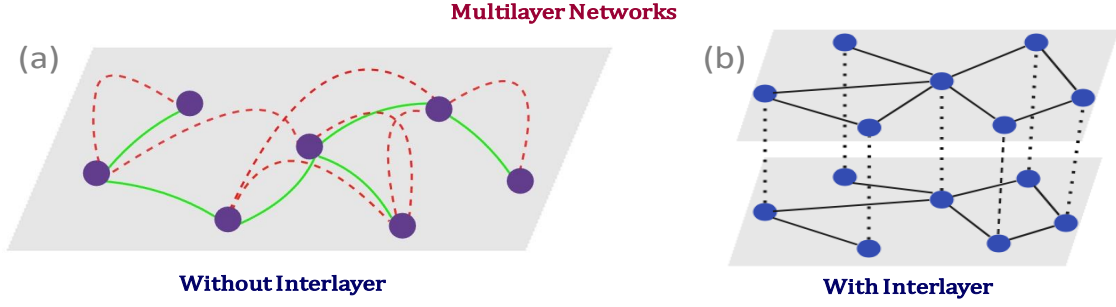 Multilayer Networks
(a)
(b)
Without Interlayer
With Interlayer